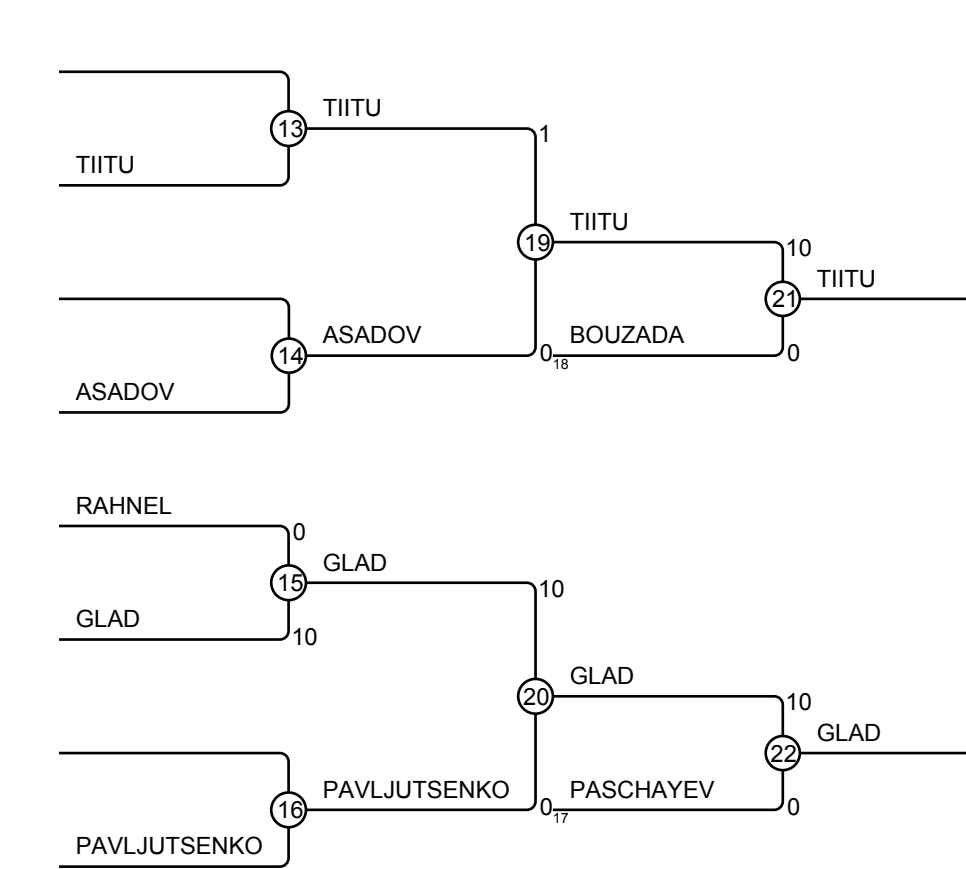 TIITU
13
TIITU
1
TIITU
19
10
TIITU
21
ASADOV
14
ASADOV
0
18
BOUZADA
0
RAHNEL
0
GLAD
15
GLAD
10
10
GLAD
20
10
GLAD
22
PAVLJUTSENKO
16
PAVLJUTSENKO
0
17
PASCHAYEV
0